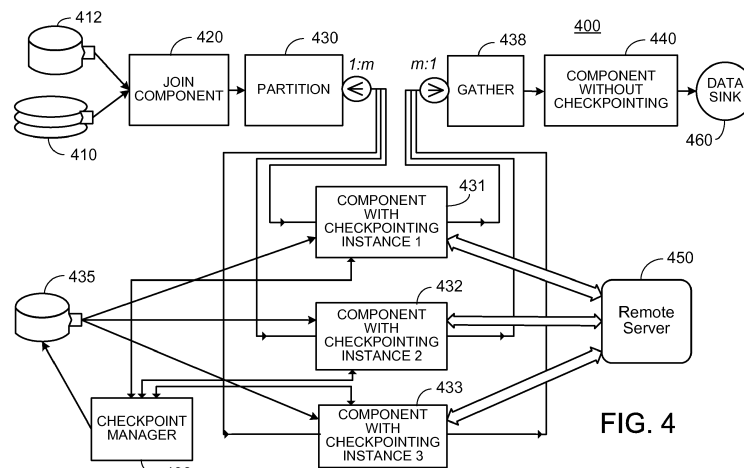 412
420
430
438
400
440
JOIN
COMPONENT
PARTITION
1:m
m:1
GATHER
COMPONENT
WITHOUT
CHECKPOINTING
DATA
SINK
460
410
431
COMPONENT
WITH
CHECKPOINTING
INSTANCE 1
435
432
COMPONENT
WITH
CHECKPOINTING
INSTANCE 2
450
Remote
Server
433
COMPONENT
WITH
CHECKPOINTING
INSTANCE 3
CHECKPOINT
MANAGER
FIG. 4